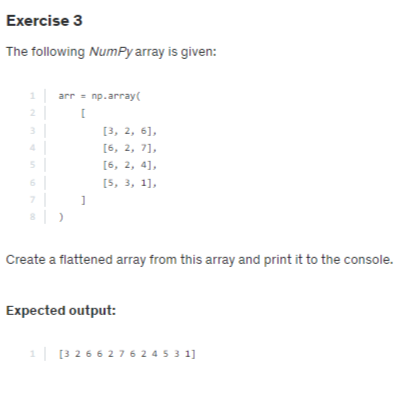 Exercise 3
The following NumPy array is given:
1 arr = np.array(
2 [
3 [3, 2, 6],
4 [6, 2, 7],
5 [6, 2, 4],
6 [5, 3, 1],
7 ]
8 )
Create a flattened array from this array and print it to the console.
Expected output:
1 [3 2 6 6 2 7 6 2 4 5 3 1]